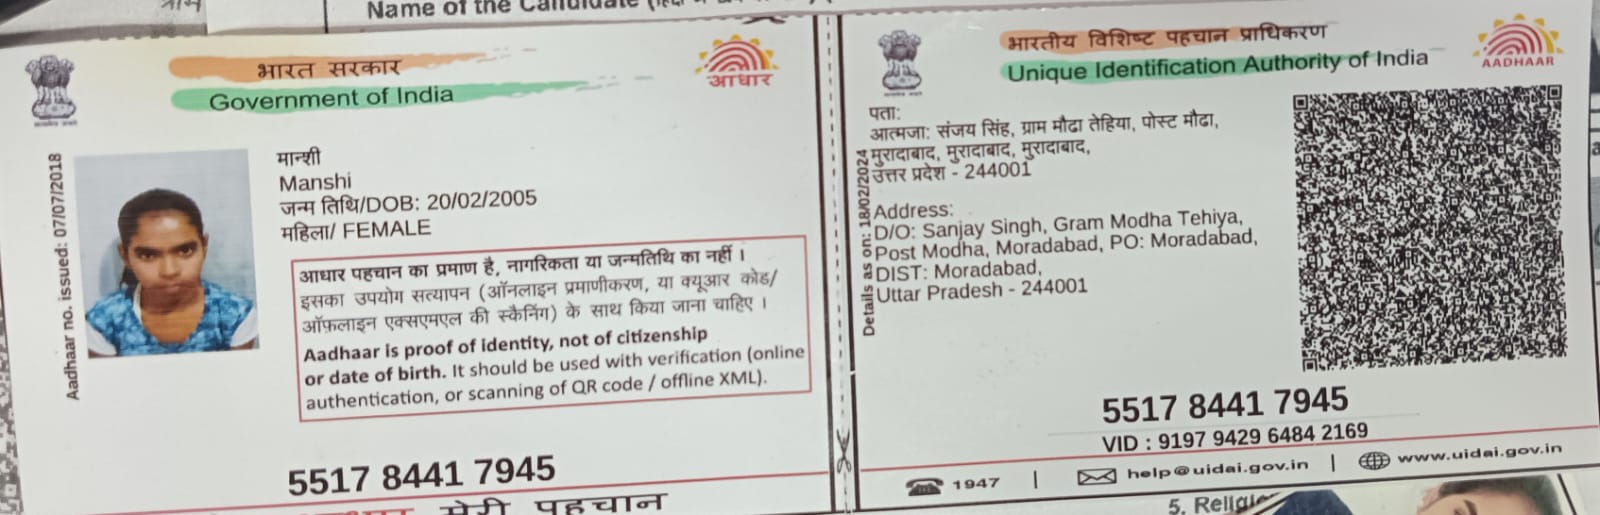 ग्राम
Name of the Candidate
भारत सरकार
Government of India
आधार
Aadhaar no. issued: 07/07/2018
मान्शी
Manshi
जन्म तिथि/DOB: 20/02/2005
महिला/ FEMALE
आधार पहचान का प्रमाण है, नागरिकता या जन्मतिथि का नहीं ।
इसका उपयोग सत्यापन (ऑनलाइन प्रमाणीकरण, या क्यूआर कोड/
ऑफ़लाइन एक्सएमएल की स्कैनिंग) के साथ किया जाना चाहिए ।
Aadhaar is proof of identity, not of citizenship
or date of birth. It should be used with verification (online
authentication, or scanning of QR code / offline XML).
5517 8441 7945
मेरी पहचान
भारतीय विशिष्ट पहचान प्राधिकरण
Unique Identification Authority of India
AADHAAR
Details as on: 18/02/2024
पता:
आत्मजा: संजय सिंह, ग्राम मौढा तेहिया, पोस्ट मौढा,
मुरादाबाद, मुरादाबाद, मुरादाबाद,
उत्तर प्रदेश - 244001
Address:
D/O: Sanjay Singh, Gram Modha Tehiya,
Post Modha, Moradabad, PO: Moradabad,
DIST: Moradabad,
Uttar Pradesh - 244001
5517 8441 7945
VID : 9197 9429 6484 2169
1947 | help@uidai.gov.in | www.uidai.gov.in
5. Religi